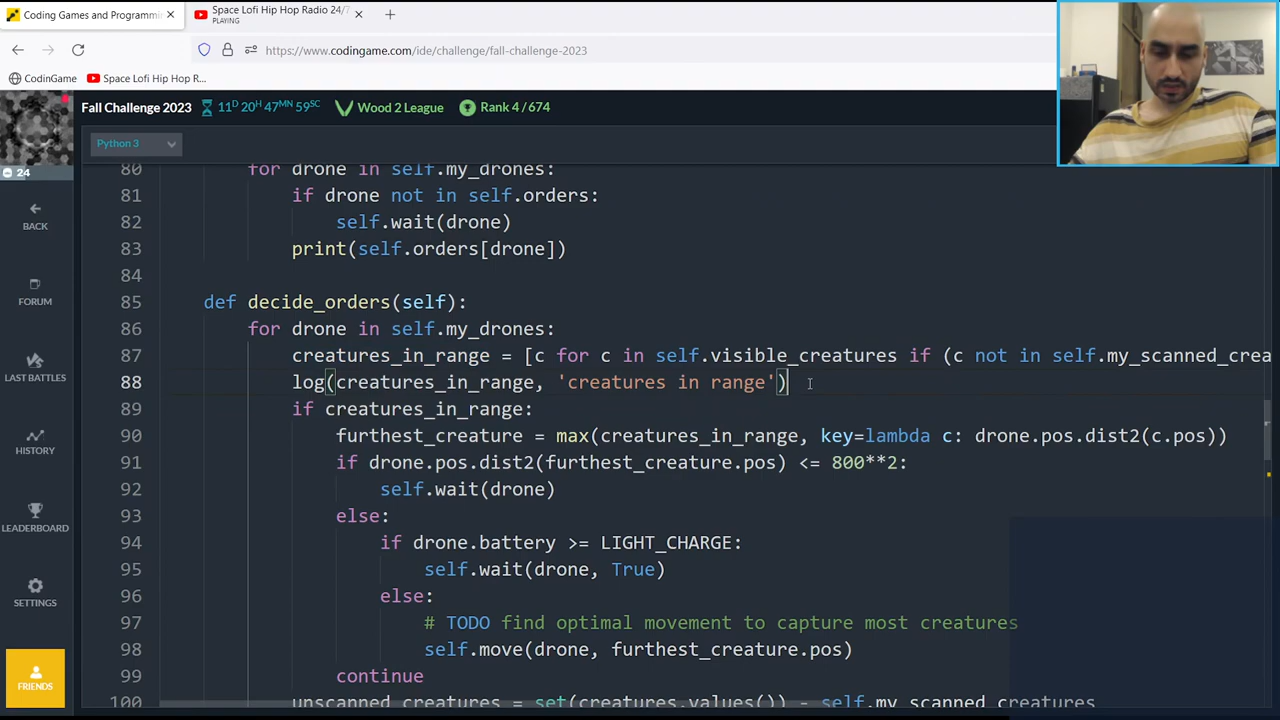 Coding Games and Programmi
Space Lofi Hip Hop Radio 24/7
PLAYING
https://www.codingame.com/ide/challenge/fall-challenge-2023
CodinGame
Space Lofi Hip Hop R...
Fall Challenge 2023
11D 20H 47MN 59SC
Wood 2 League
Rank 4 / 674
24
BACK
FORUM
LAST BATTLES
HISTORY
LEADERBOARD
SETTINGS
FRIENDS
Python 3
80 for drone in self.my_drones:
81 if drone not in self.orders:
82 self.wait(drone)
83 print(self.orders[drone])
84
85 def decide_orders(self):
86 for drone in self.my_drones:
87 creatures_in_range = [c for c in self.visible_creatures if (c not in self.my_scanned_crea
88 log(creatures_in_range, 'creatures in range')
89 if creatures_in_range:
90 furthest_creature = max(creatures_in_range, key=lambda c: drone.pos.dist2(c.pos))
91 if drone.pos.dist2(furthest_creature.pos) <= 800**2:
92 self.wait(drone)
93 else:
94 if drone.battery >= LIGHT_CHARGE:
95 self.wait(drone, True)
96 else:
97 # TODO find optimal movement to capture most creatures
98 self.move(drone, furthest_creature.pos)
99 continue
100 unscanned_creatures = set(creatures.values()) - self.my_scanned_creatures